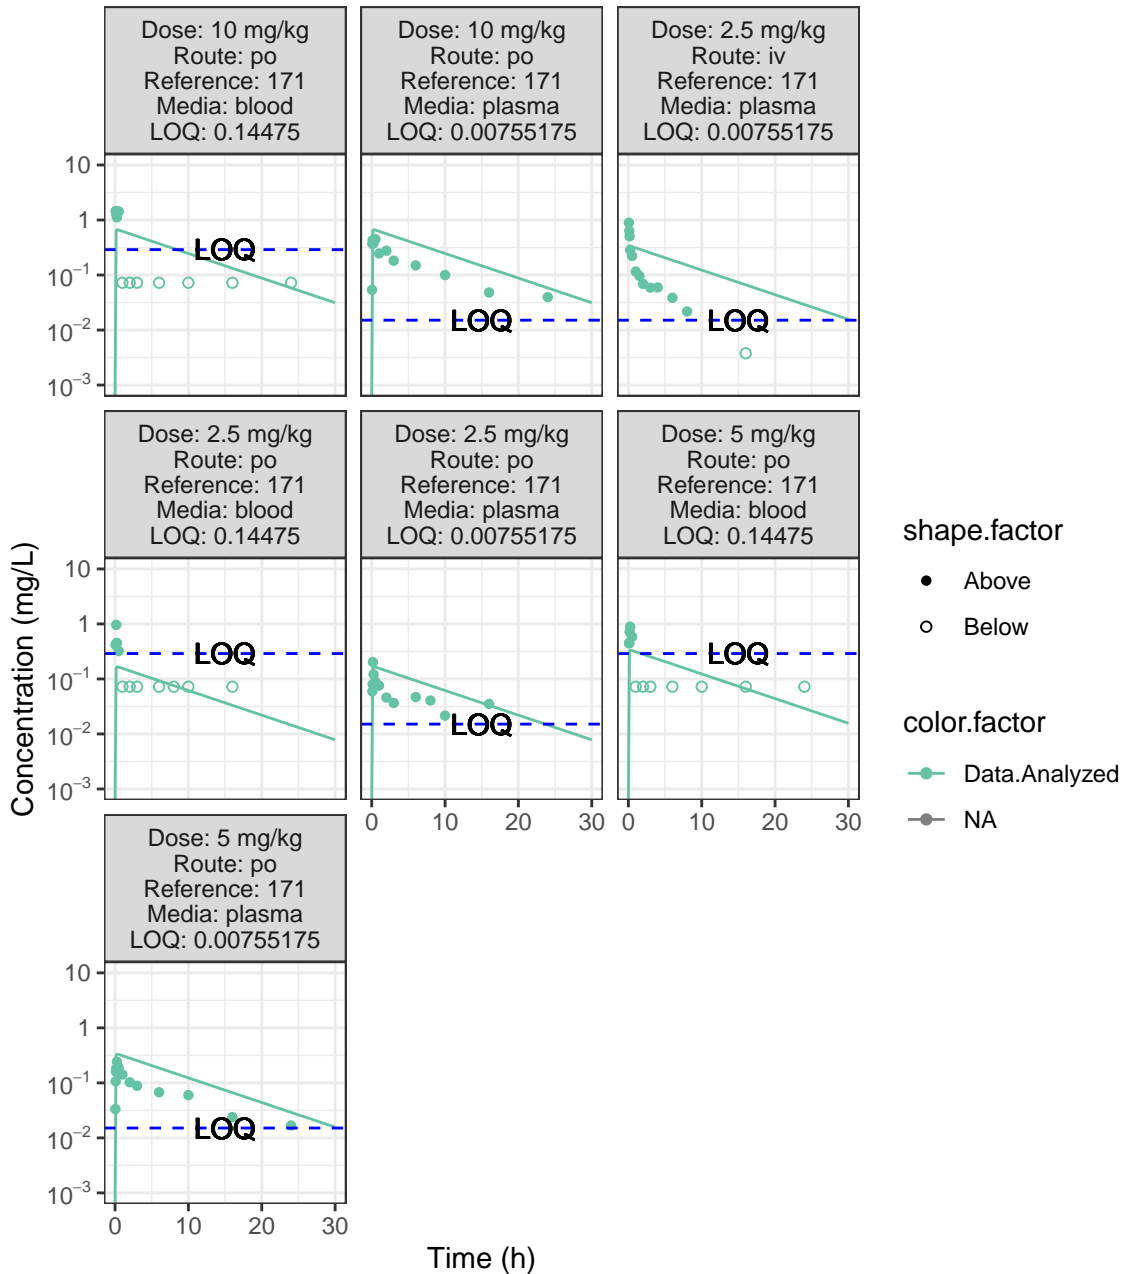 Dose: 10 mg/kg
Route: po
Reference: 171
Media: blood
LOQ: 0.14475
Dose: 10 mg/kg
Route: po
Reference: 171
Media: plasma
LOQ: 0.00755175
Dose: 2.5 mg/kg
Route: iv
Reference: 171
Media: plasma
LOQ: 0.00755175
10
1
10⁻¹
10⁻²
10⁻³
LOQ
LOQ
LOQ
Dose: 2.5 mg/kg
Route: po
Reference: 171
Media: blood
LOQ: 0.14475
Dose: 2.5 mg/kg
Route: po
Reference: 171
Media: plasma
LOQ: 0.00755175
Dose: 5 mg/kg
Route: po
Reference: 171
Media: blood
LOQ: 0.14475
10
1
10⁻¹
10⁻²
10⁻³
LOQ
LOQ
LOQ
0 10 20 30
0 10 20 30
Dose: 5 mg/kg
Route: po
Reference: 171
Media: plasma
LOQ: 0.00755175
10
1
10⁻¹
10⁻²
10⁻³
LOQ
0 10 20 30
Time (h)
Concentration (mg/L)
shape.factor
Above
Below
color.factor
Data.Analyzed
NA